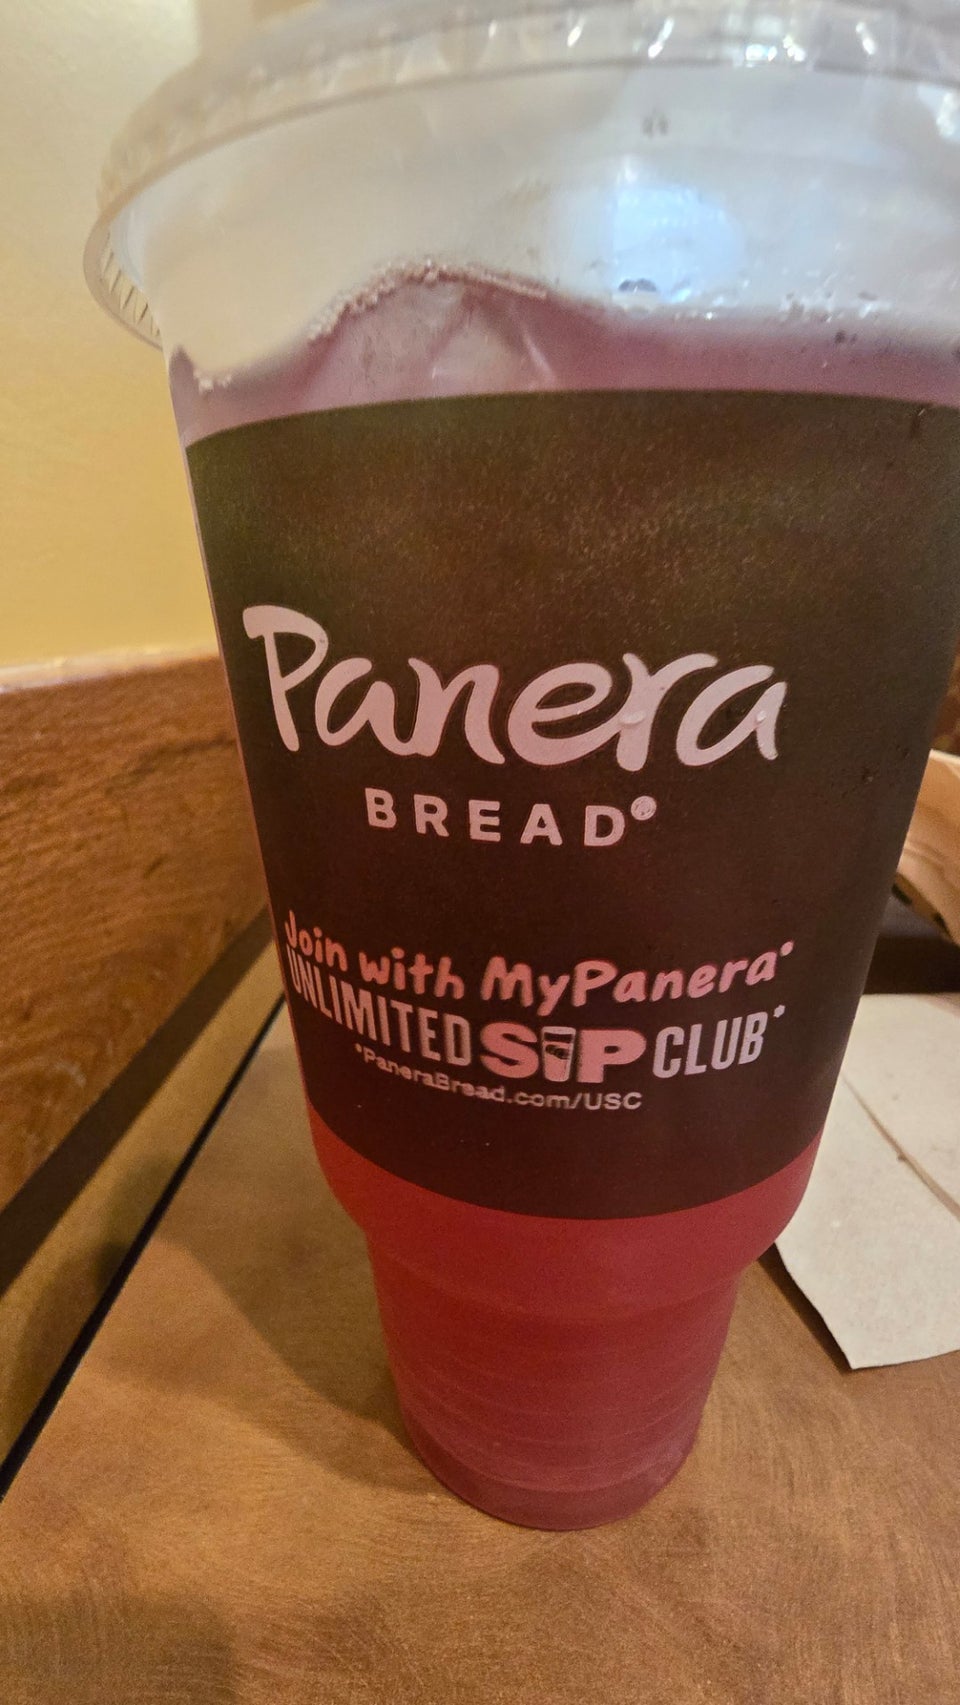 Panera
BREAD®
Join with MyPanera*
UNLIMITED SIP CLUB*
*PaneraBread.com/USC